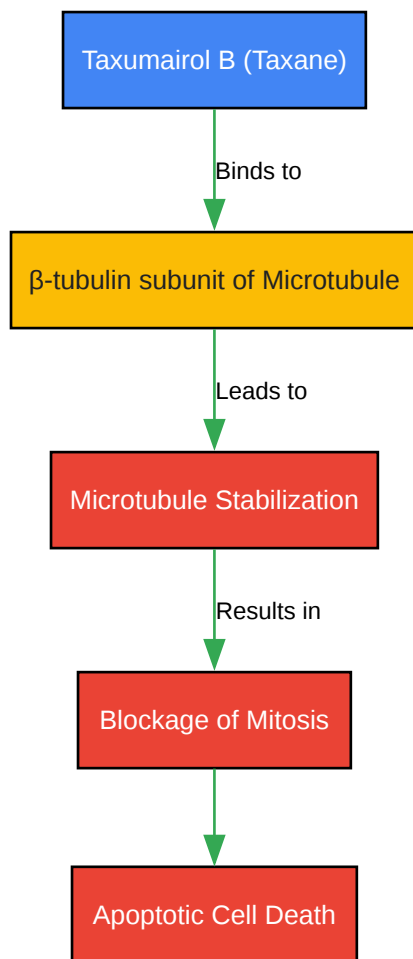 Taxumairol B (Taxane)
Binds to
β-tubulin subunit of Microtubule
Leads to
Microtubule Stabilization
Results in
Blockage of Mitosis
Apoptotic Cell Death